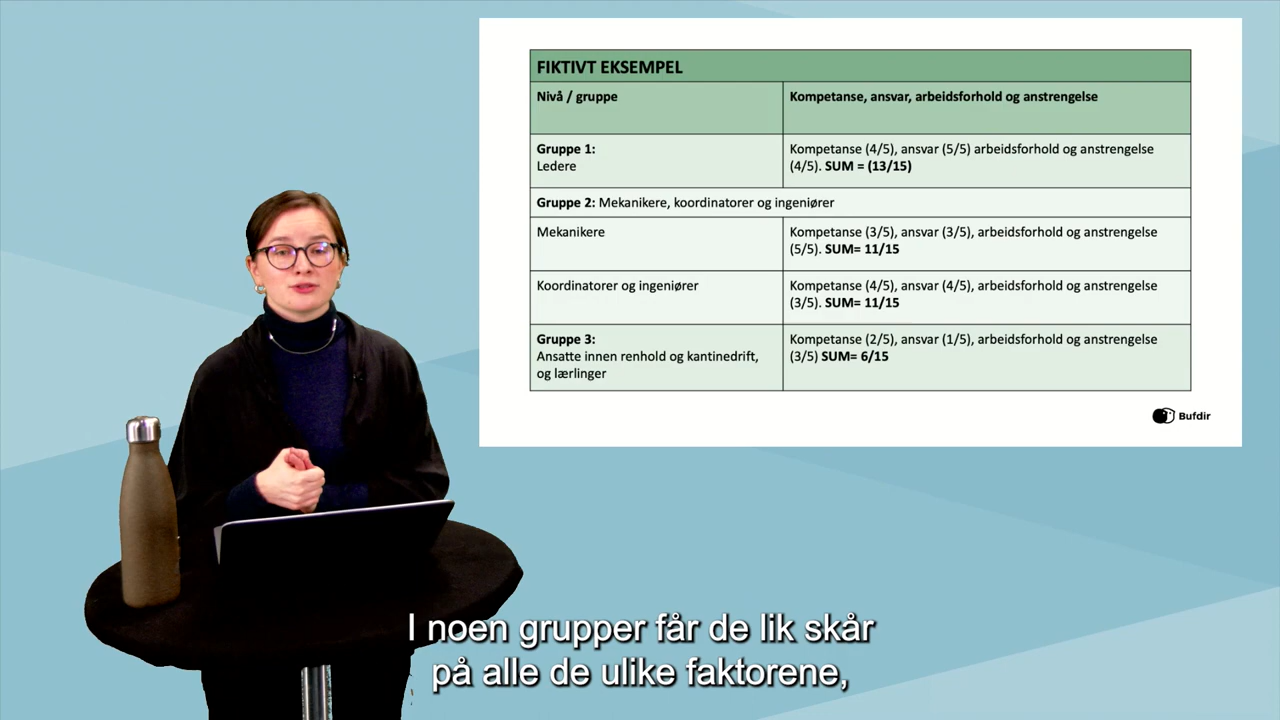 FIKTIVT EKSEMPEL
Nivå / gruppe
Kompetanse, ansvar, arbeidsforhold og anstrengelse
Gruppe 1:
Ledere
Kompetanse (4/5), ansvar (5/5) arbeidsforhold og anstrengelse
(4/5). SUM = (13/15)
Gruppe 2: Mekanikere, koordinatorer og ingeniører
Mekanikere
Kompetanse (3/5), ansvar (3/5), arbeidsforhold og anstrengelse
(5/5). SUM= 11/15
Koordinatorer og ingeniører
Kompetanse (4/5), ansvar (4/5), arbeidsforhold og anstrengelse
(3/5). SUM= 11/15
Gruppe 3:
Ansatte innen renhold og kantinedrift,
og lærlinger
Kompetanse (2/5), ansvar (1/5), arbeidsforhold og anstrengelse
(3/5) SUM= 6/15
Bufdir
I noen grupper får de lik skår
på alle de ulike faktorene,